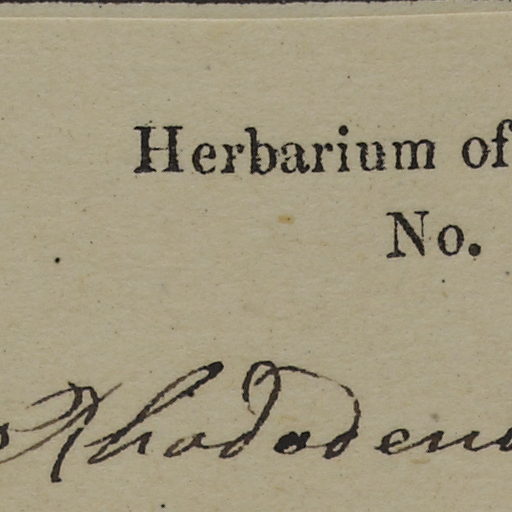 Herbarium of
No.
Rhododen